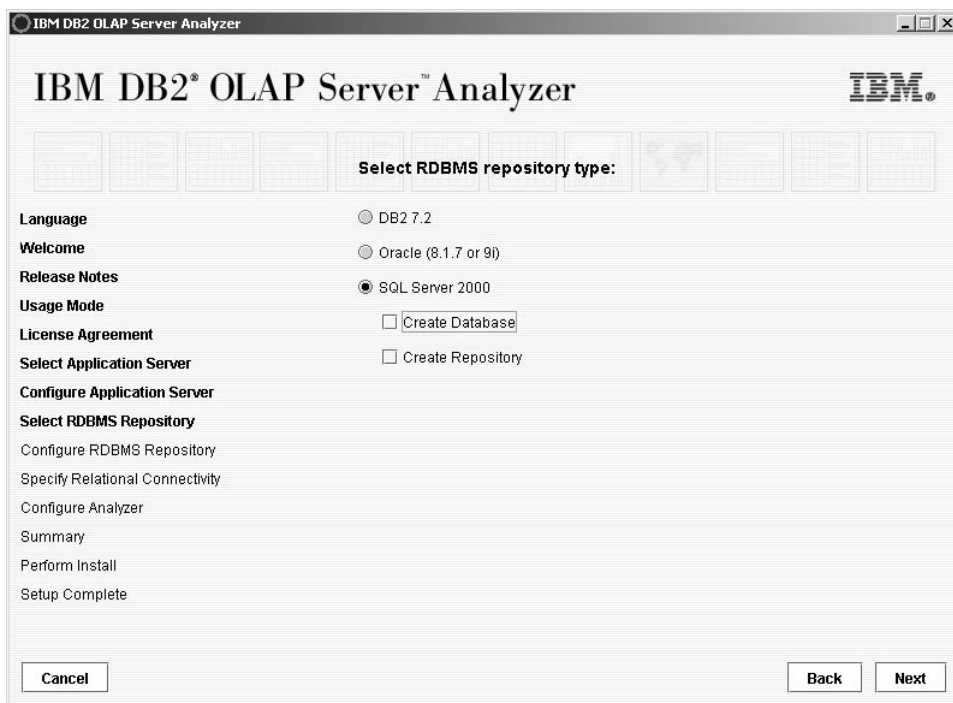 IBM DB2 OLAP Server Analyzer
IBM DB2® OLAP Server™ Analyzer
IBM®
Select RDBMS repository type:
Language
Welcome
Release Notes
Usage Mode
License Agreement
Select Application Server
Configure Application Server
Select RDBMS Repository
Configure RDBMS Repository
Specify Relational Connectivity
Configure Analyzer
Summary
Perform Install
Setup Complete
DB2 7.2
Oracle (8.1.7 or 9i)
SQL Server 2000
Create Database
Create Repository
Cancel
Back
Next